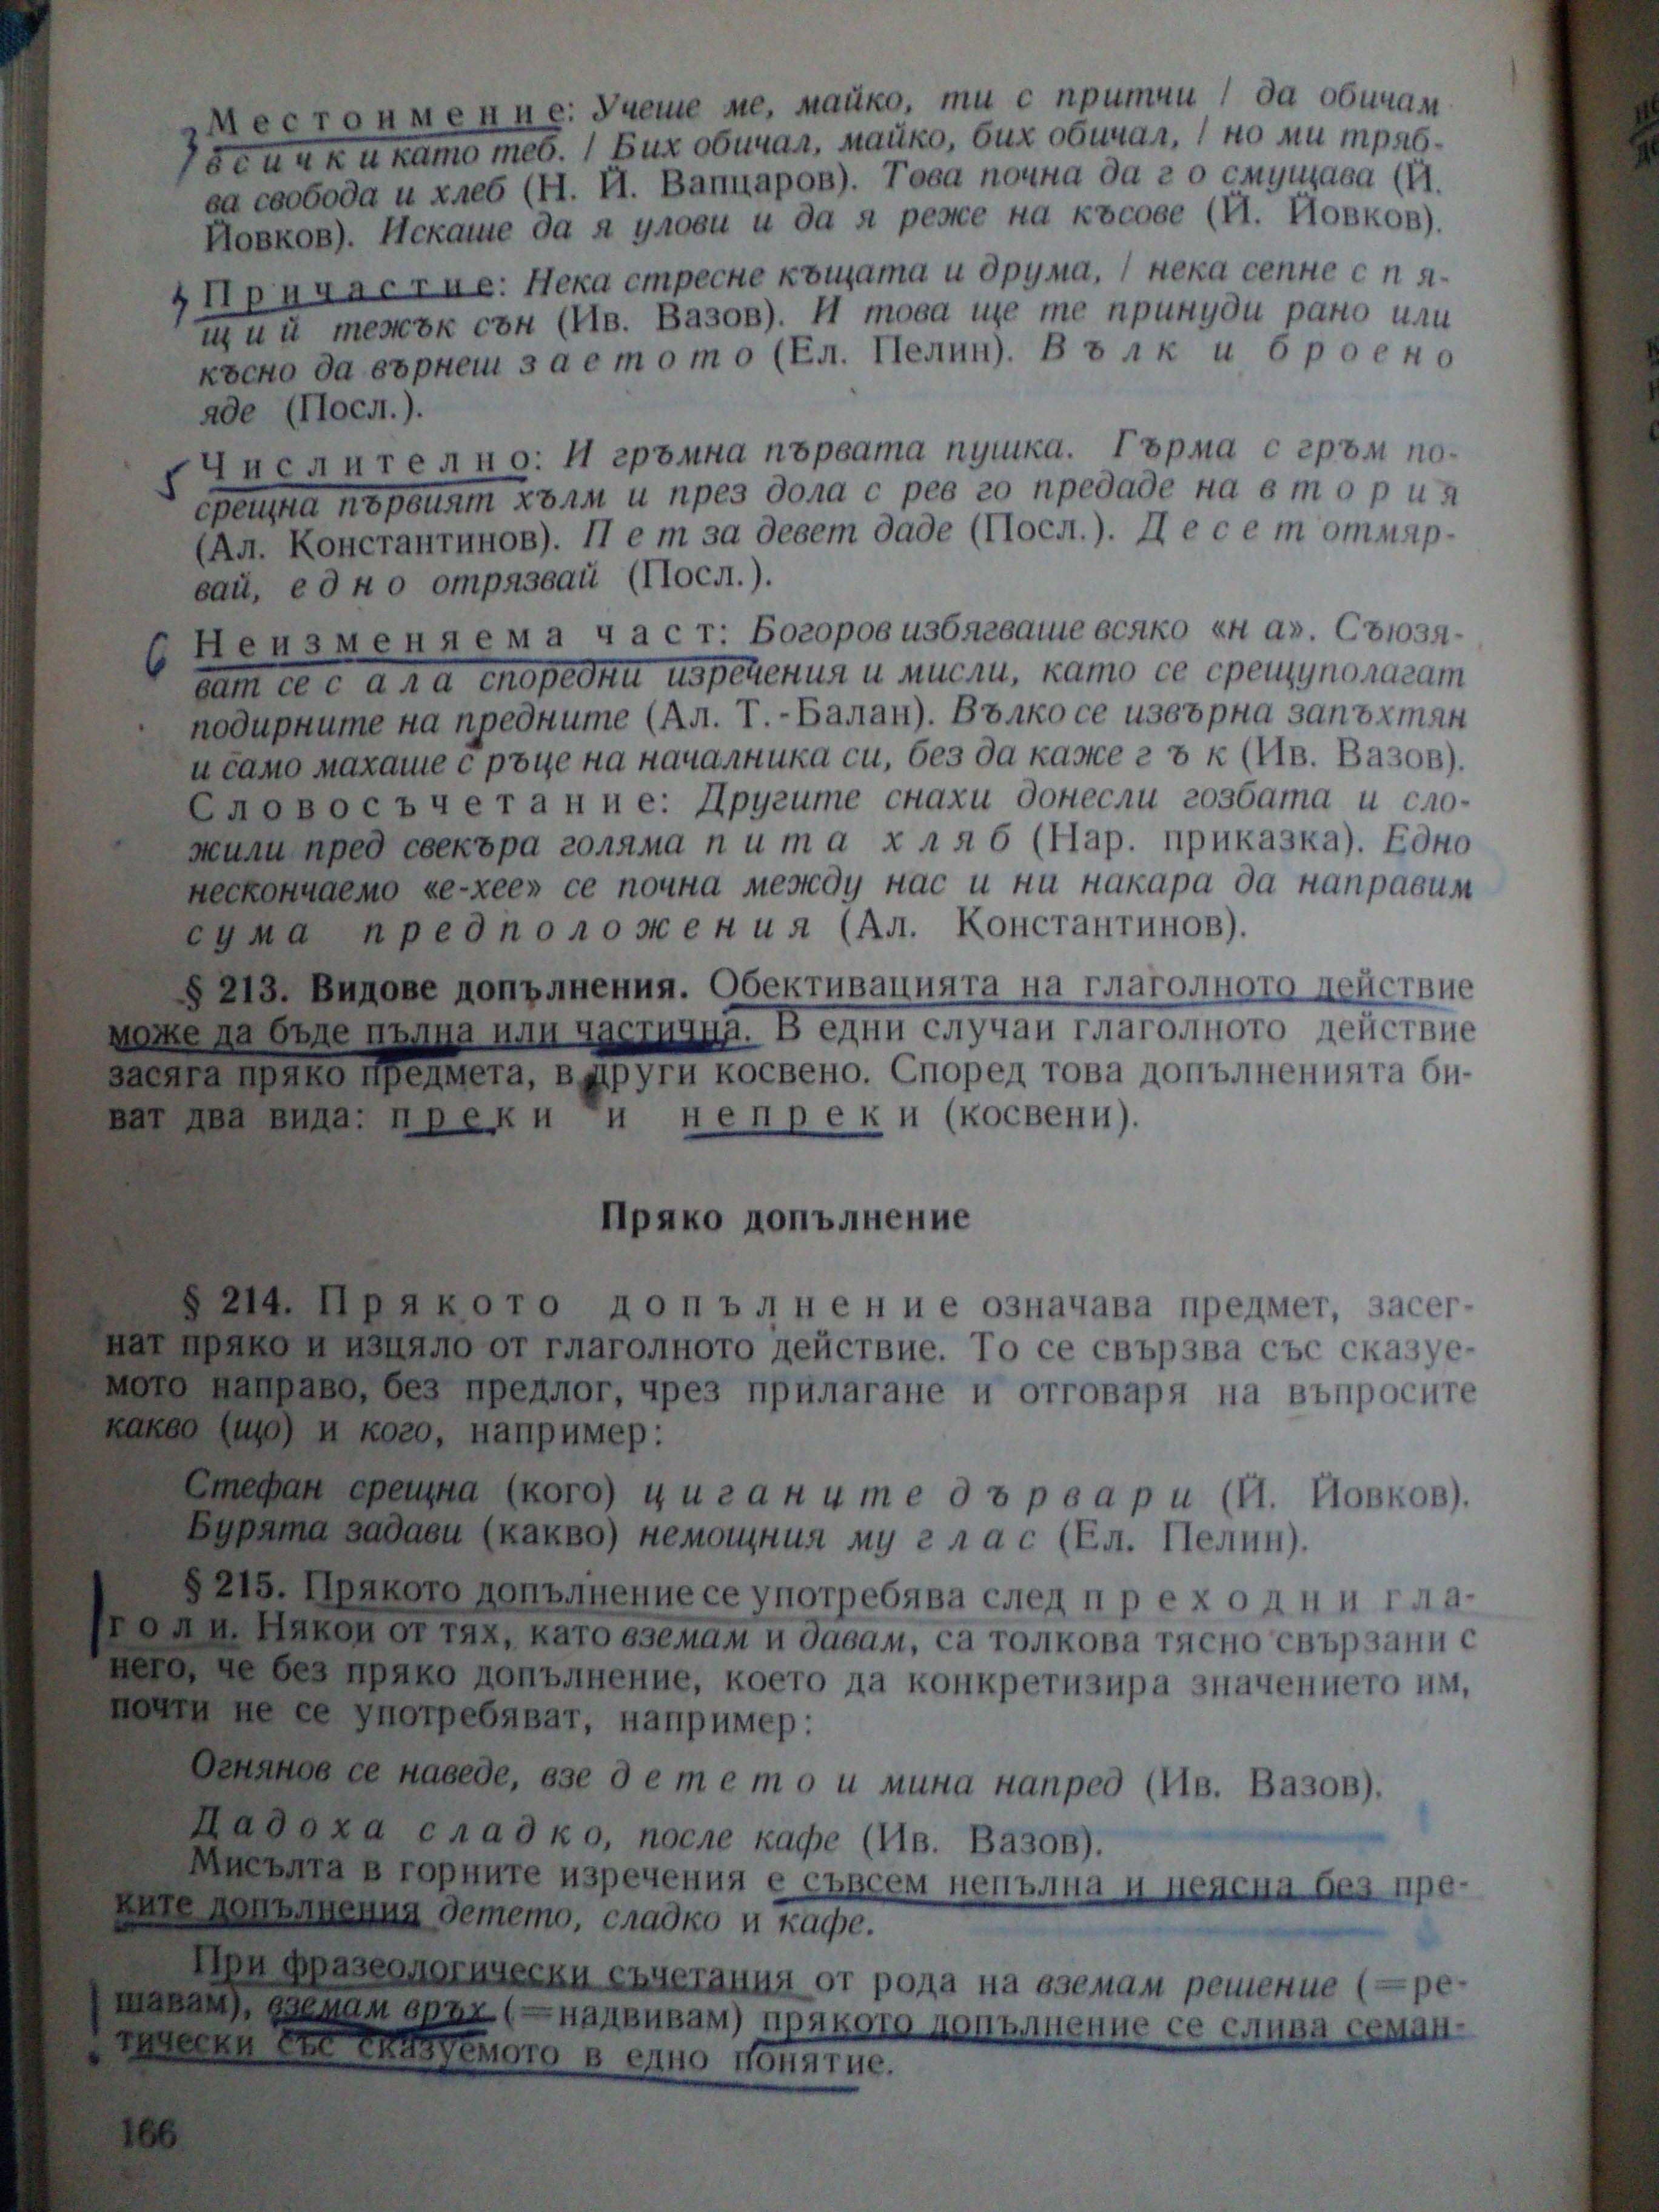 3 Местоимение: Учеше ме, майко, ти с притчи / да обичам
всички като теб. / Бих обичал, майко, бих обичал, / но ми тряб-
ва свобода и хлеб (Н. Й. Вапцаров). Това почна да го смущава (Й.
Йовков). Искаше да я улови и да я реже на късове (Й. Йовков).
4 Причастие: Нека стресне къщата и друма, / нека сепне спя-
щий тежък сън (Ив. Вазов). И това ще те принуди рано или
късно да върнеш заетото (Ел. Пелин). Вълк и броено
яде (Посл.).
5 Числително: И гръмна първата пушка. Гърма с гръм по-
срещна първият хълм и през дола с рев го предаде на втория
(Ал. Константинов). Пет за девет даде (Посл.). Десет отмяр-
вай, едно отрязвай (Посл.).
6 Неизменяема част: Богоров избягваше всяко «на». Съюзя-
ват се с ала споредни изречения и мисли, като се срещуполагат
подирните на предните (Ал. Т.-Балан). Вълко се извърна запъхтян
и само махаше с ръце на началника си, без да каже гък (Ив. Вазов).
Словосъчетание: Другите снахи донесли гозбата и сло-
жили пред свекъра голяма пита хляб (Нар. приказка). Едно
нескончаемо «е-хее» се почна между нас и ни накара да направим
сума предположения (Ал. Константинов).
§ 213. Видове допълнения. Обективацията на глаголното действие
може да бъде пълна или частична. В едни случаи глаголното действие
засяга пряко предмета, в други косвено. Според това допълненията би-
ват два вида: преки и непреки (косвени).
Пряко допълнение
§ 214. Прякото допълнение означава предмет, засег-
нат пряко и изцяло от глаголното действие. То се свързва със сказуе-
мото направо, без предлог, чрез прилагане и отговаря на въпросите
какво (що) и кого, например:
Стефан срещна (кого) циганите дървари (Й. Йовков).
Бурята задави (какво) немощния му глас (Ел. Пелин).
§ 215. Прякото допълнение се употребява след преходни гла-
голи. Някои от тях, като вземам и давам, са толкова тясно свързани с
него, че без пряко допълнение, което да конкретизира значението им,
почти не се употребяват, например:
Огнянов се наведе, взе детето и мина напред (Ив. Вазов).
Дадоха сладко, после кафе (Ив. Вазов).
Мисълта в горните изречения е съвсем непълна и неясна без пре-
ките допълнения детето, сладко и кафе.
При фразеологически съчетания от рода на вземам решение (=ре-
шавам), вземам връх (=надвивам) прякото допълнение се слива семан-
тически със сказуемото в едно понятие.
166